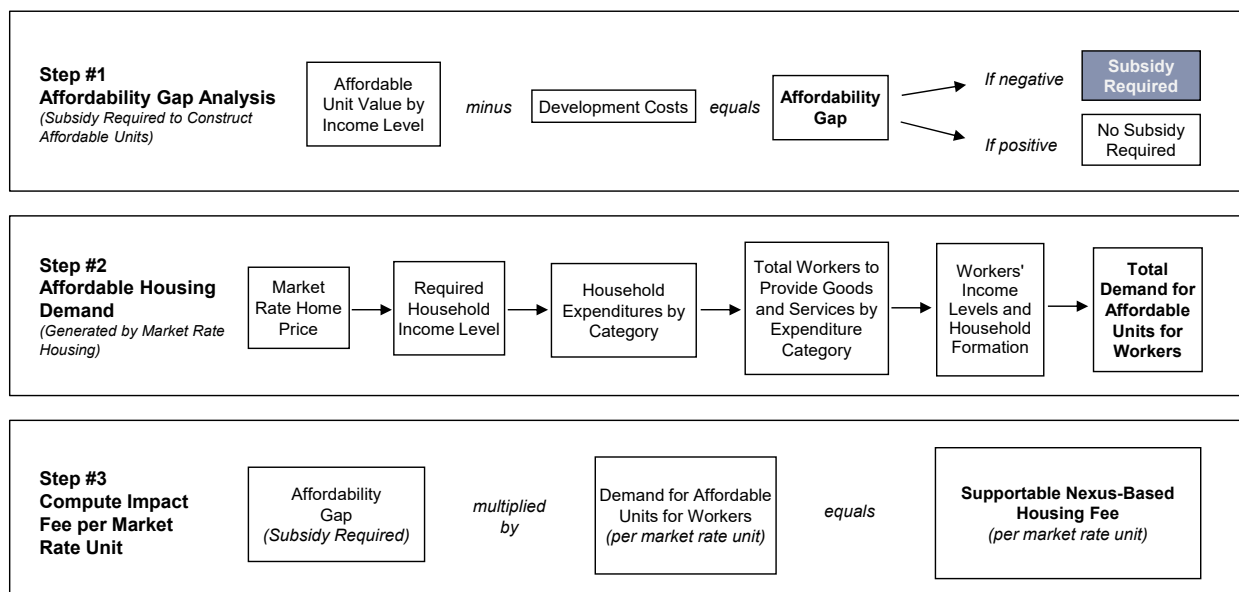 Step #1
Affordability Gap Analysis
(Subsidy Required to Construct
Affordable Units)
Affordable
Unit Value by
Income Level
minus
Development Costs
equals
Affordability
Gap
If negative
Subsidy
Required
If positive
No Subsidy
Required
Step #2
Affordable Housing
Demand
(Generated by Market Rate
Housing)
Market
Rate Home
Price
Required
Household
Income Level
Household
Expenditures by
Category
Total Workers to
Provide Goods
and Services by
Expenditure
Category
Workers'
Income
Levels and
Household
Formation
Total
Demand for
Affordable
Units for
Workers
Step #3
Compute Impact
Fee per Market
Rate Unit
Affordability
Gap
(Subsidy Required)
multiplied
by
Demand for Affordable
Units for Workers
(per market rate unit)
equals
Supportable Nexus-Based
Housing Fee
(per market rate unit)